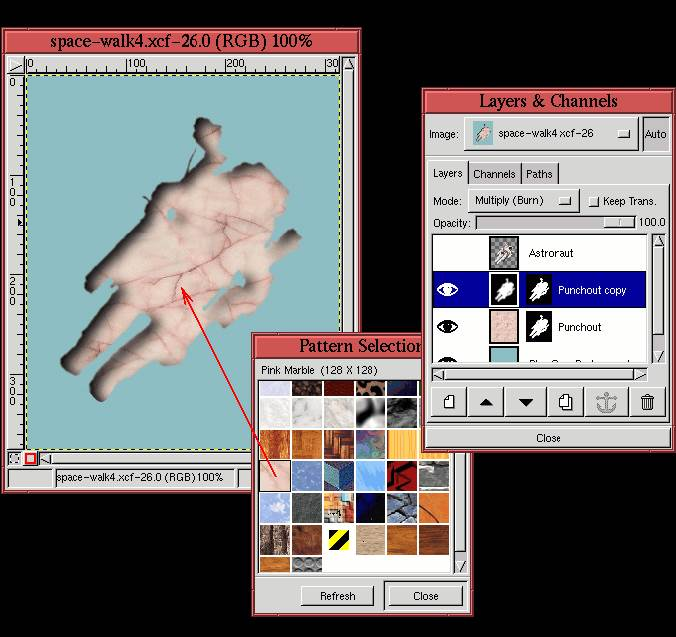 space-walk4.xcf-26.0 (RGB) 100%
0 100 200 300
0
100
200
300
space-walk4.xcf-26.0 (RGB) 100%
Layers & Channels
Image: space-walk4.xcf-26 Auto
Layers Channels Paths
Mode: Multiply (Burn) Keep Trans.
Opacity: 100.0
Astroraut
Punchout copy
Punchout
Close
Pattern Selection
Pink Marble (128 X 128)
Refresh Close